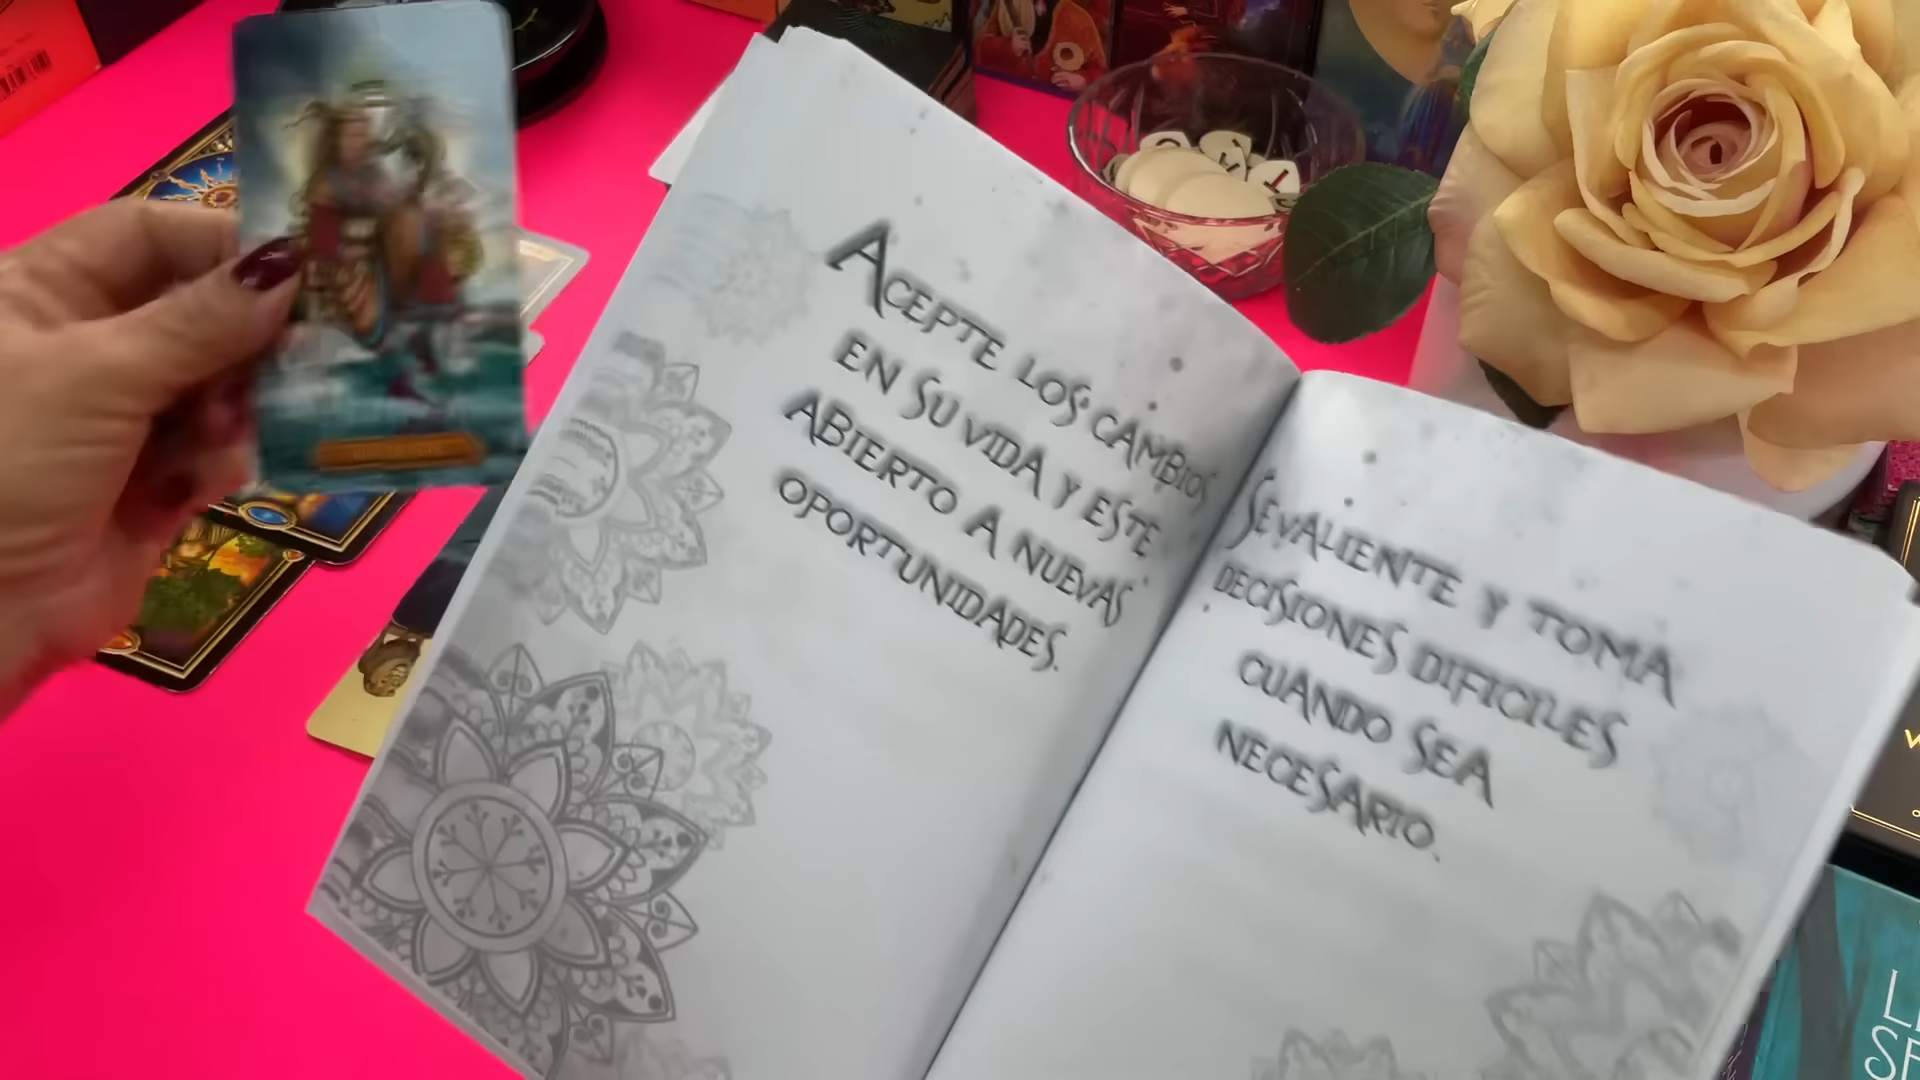 ACEPTE LOS CAMBIOS
EN SU VIDA Y ESTE
ABIERTO A NUEVAS
OPORTUNIDADES.
SE VALIENTE Y TOMA
DECISIONES DIFICILES
CUANDO SEA
NECESARIO.